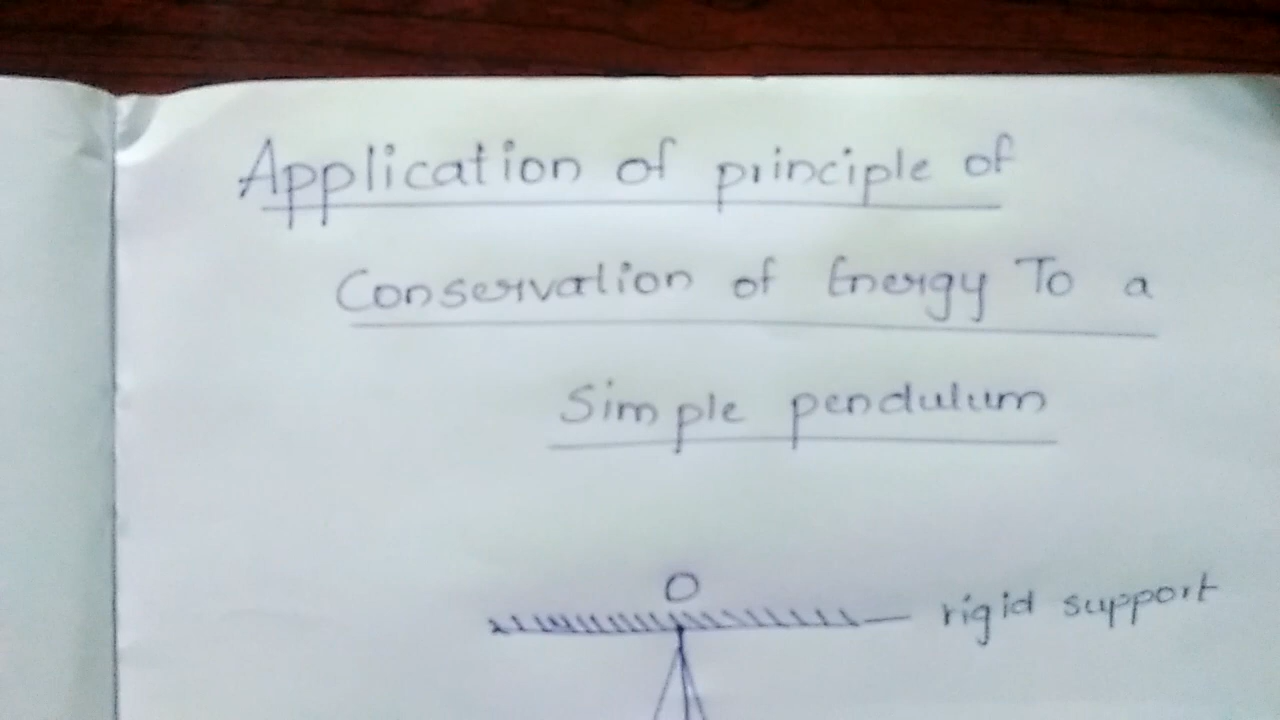 Application of principle of
Conservation of Energy To a
Simple pendulum
O
rigid support